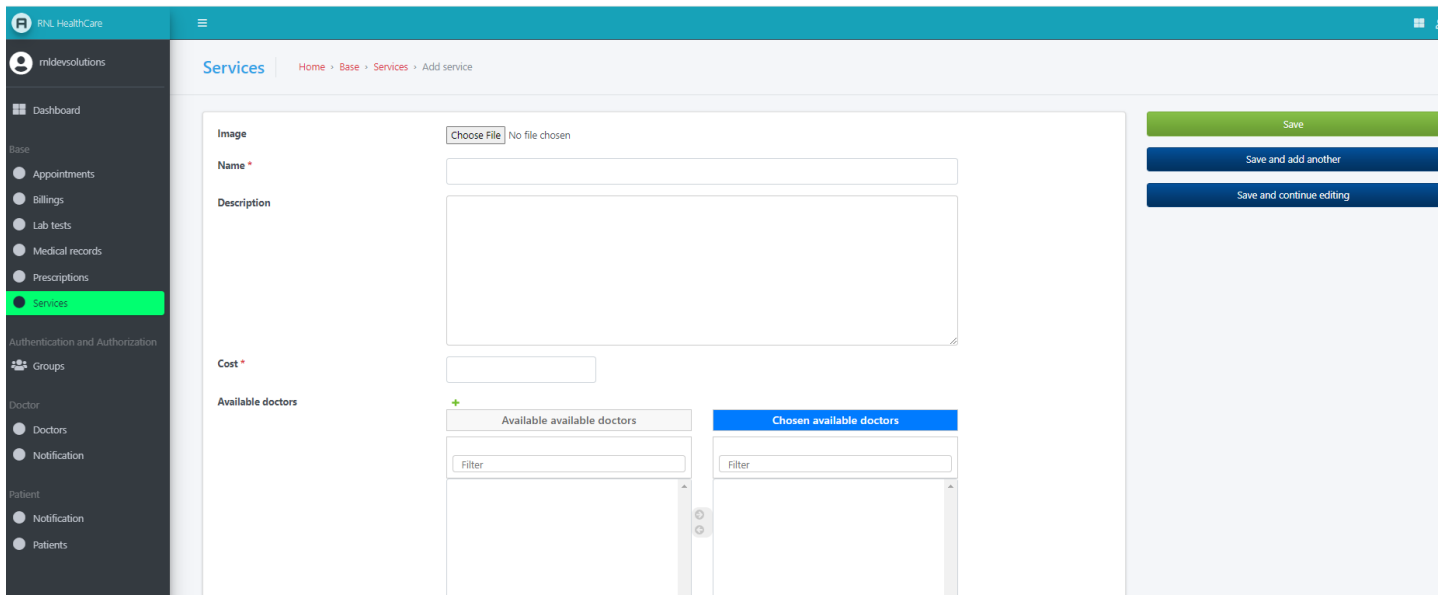 RNL HealthCare
rnldevsolutions
Dashboard
Base
Appointments
Billings
Lab tests
Medical records
Prescriptions
Services
Authentication and Authorization
Groups
Doctor
Doctors
Notification
Patient
Notification
Patients
Services
Home › Base › Services › Add service
Image
Choose File No file chosen
Name *
Description
Cost *
Available doctors
+
Available available doctors
Filter
Chosen available doctors
Filter
Save
Save and add another
Save and continue editing